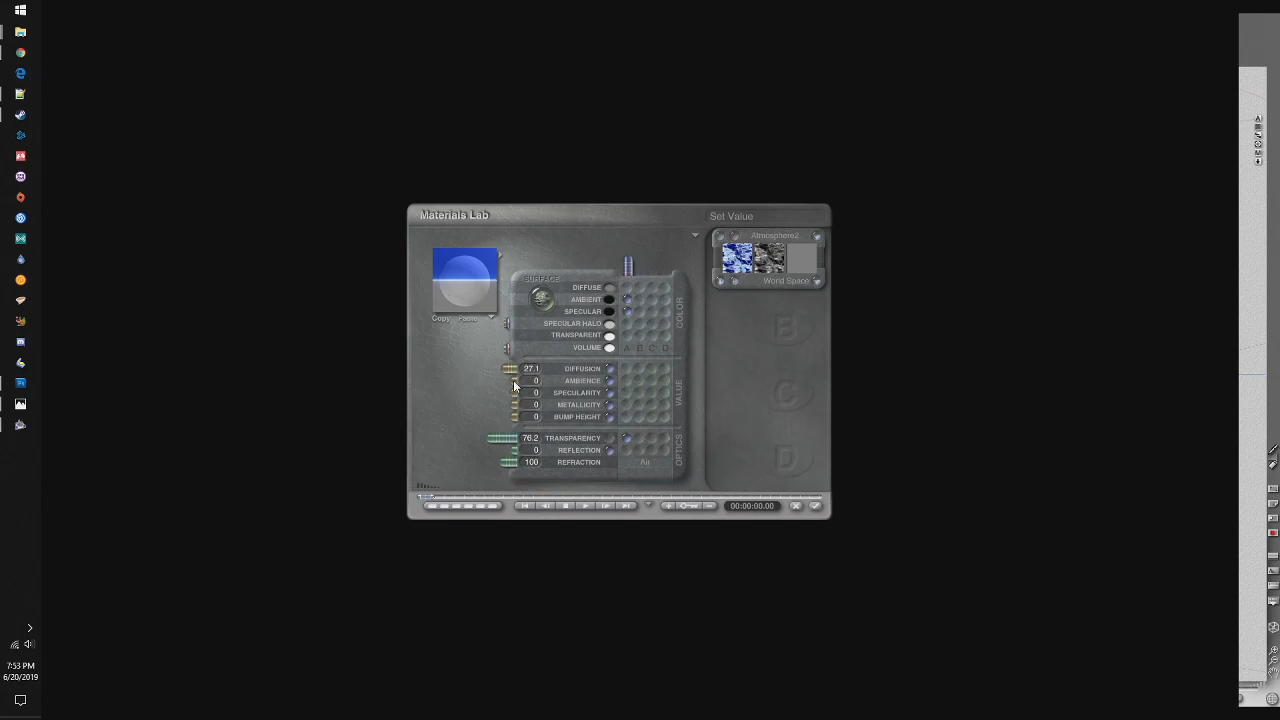 Materials Lab
Set Value
Atmosphere2
World Space
Copy Paste
SURFACE
DIFFUSE
AMBIENT
SPECULAR
SPECULAR HALO
TRANSPARENT
VOLUME
A B C D
COLOR
27.1 DIFFUSION
0 AMBIENCE
0 SPECULARITY
0 METALLICITY
0 BUMP HEIGHT
VALUE
76.2 TRANSPARENCY
0 REFLECTION
100 REFRACTION
Air
OPTICS
B
C
D
00:00:00.00
7:53 PM
6/20/2019